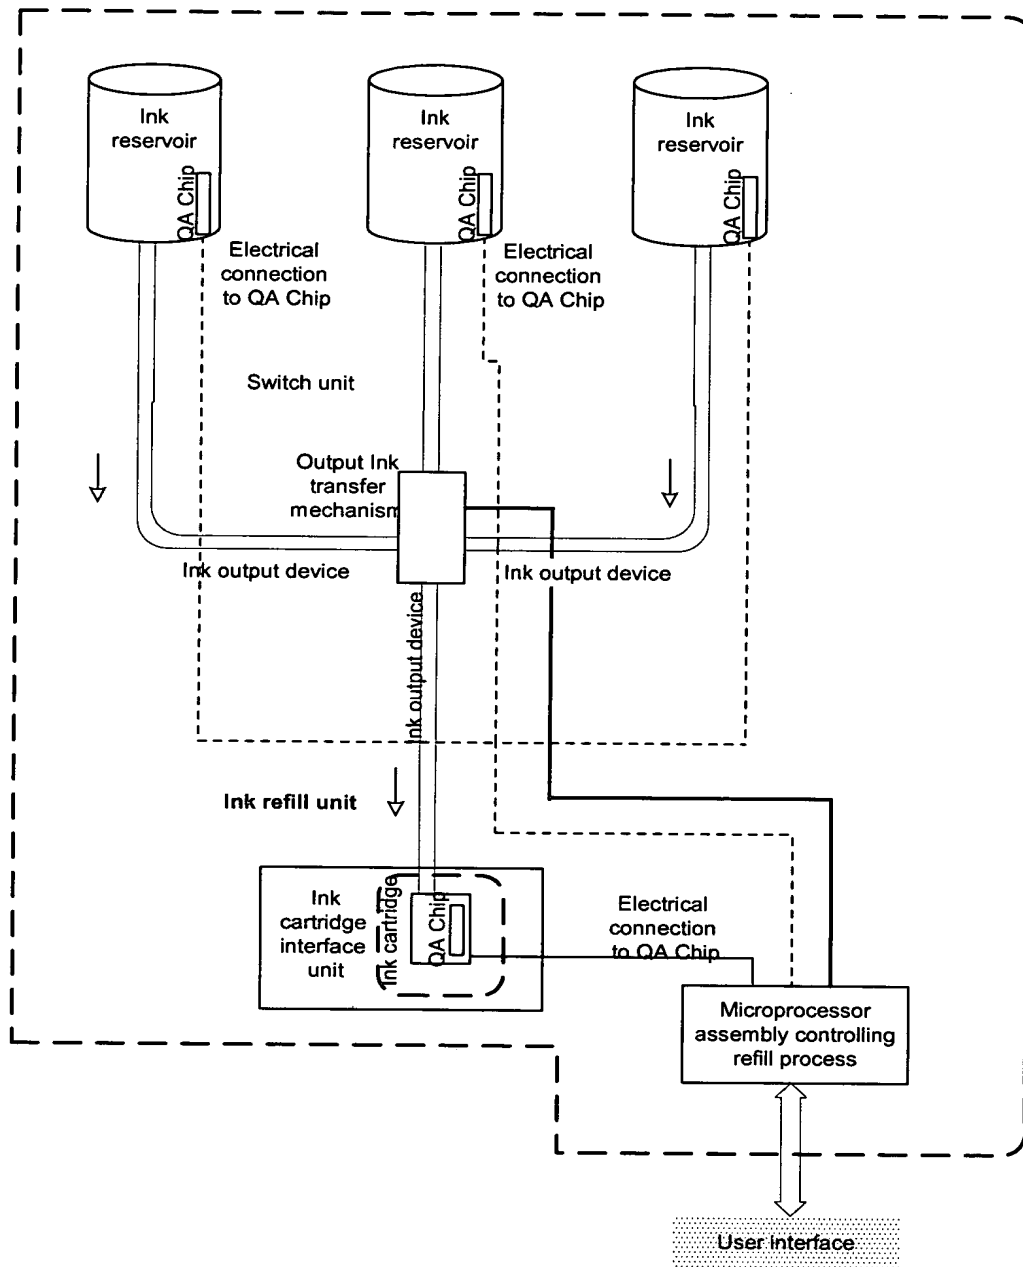 Ink
reservoir
QA Chip
Ink
reservoir
QA Chip
Ink
reservoir
QA Chip
Electrical
connection
to QA Chip
Electrical
connection
to QA Chip
Switch unit
Output Ink
transfer
mechanism
Ink output device
Ink output device
Ink output device
Ink refill unit
Ink
cartridge
interface
unit
Ink cartridge
QA Chip
Electrical
connection
to QA Chip
Microprocessor
assembly controlling
refill process
User interface